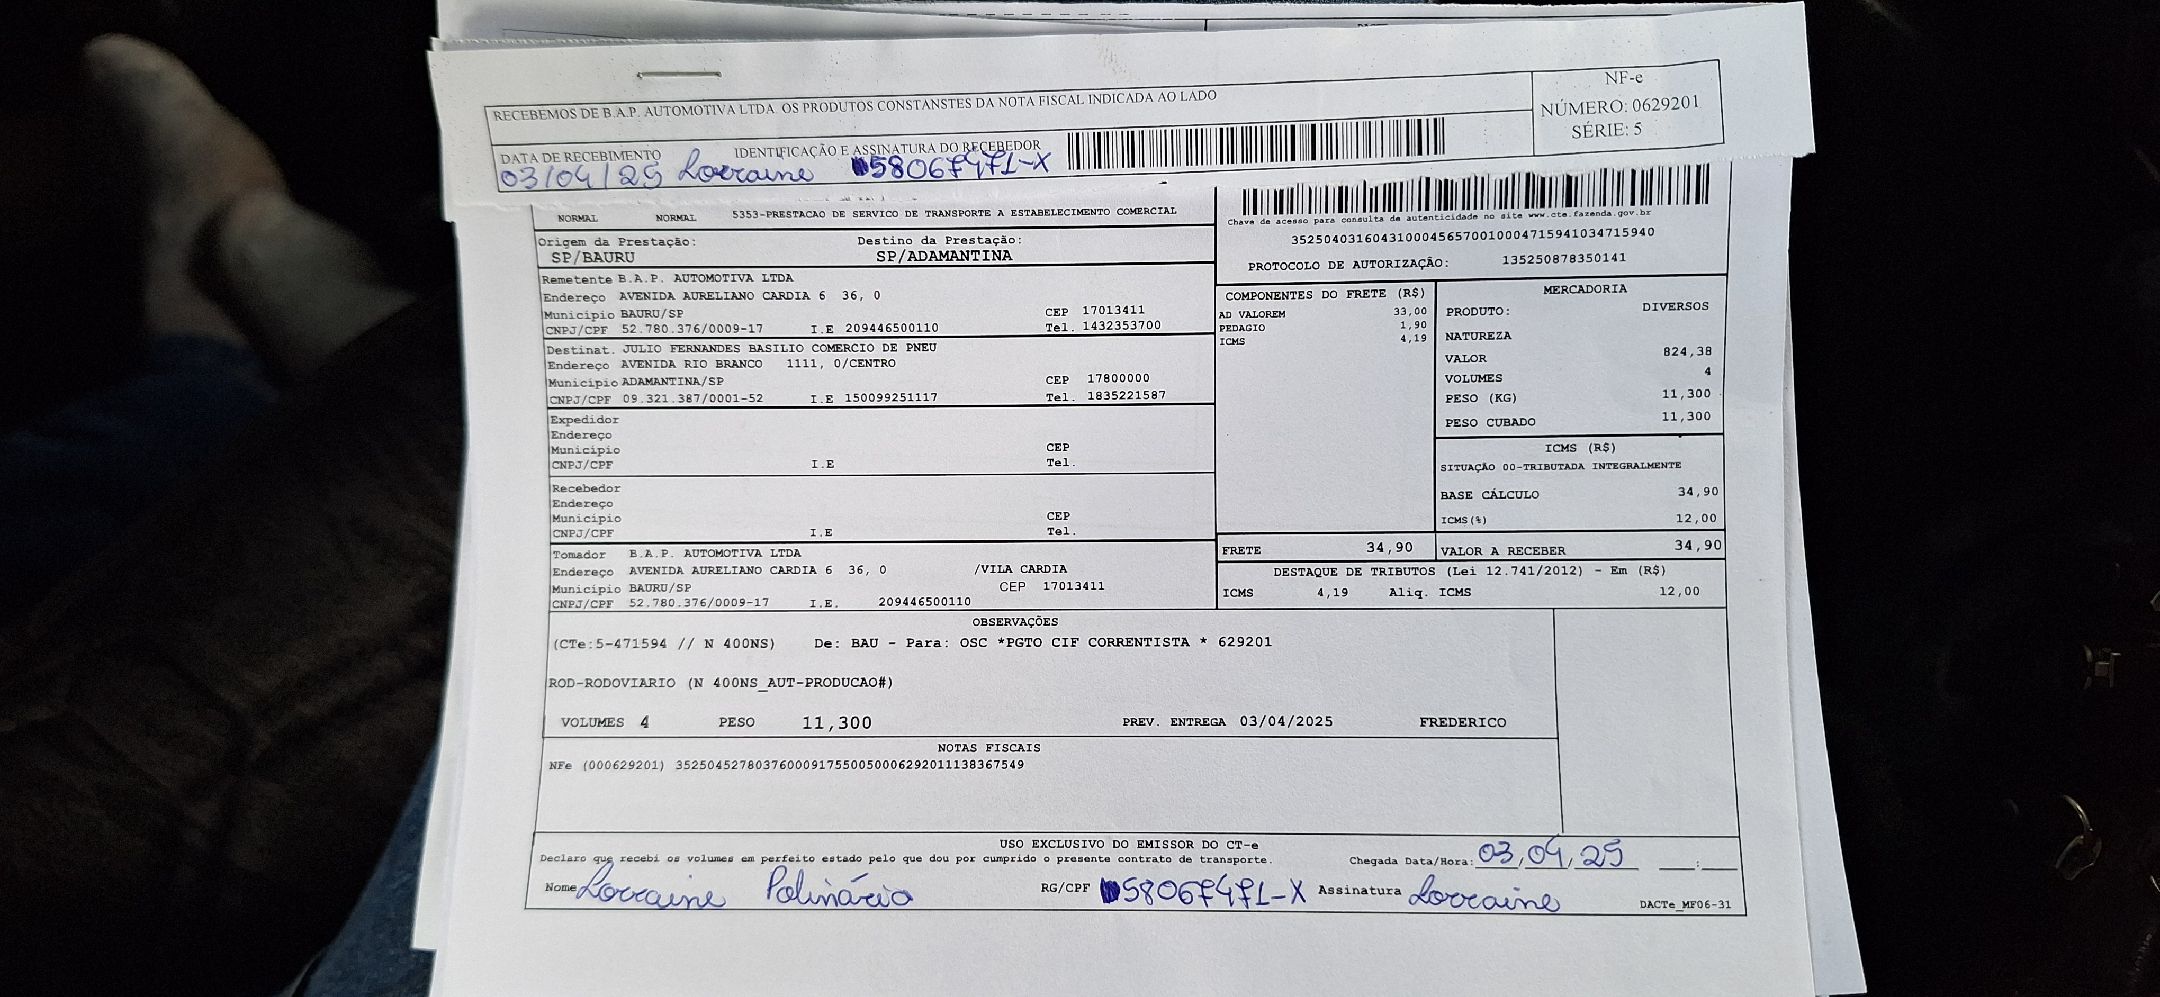 RECEBEMOS DE B.A.P. AUTOMOTIVA LTDA OS PRODUTOS CONSTANSTES DA NOTA FISCAL INDICADA AO LADO
NF-e
NÚMERO: 0629201
SÉRIE: 5
DATA DE RECEBIMENTO
IDENTIFICAÇÃO E ASSINATURA DO RECEBEDOR
03/04/25 Lorraine 58067471-X
NORMAL NORMAL 5353-PRESTACAO DE SERVICO DE TRANSPORTE A ESTABELECIMENTO COMERCIAL
Chave de acesso para consulta de autenticidade no site www.cte.fazenda.gov.br
35250403160431000456570010004715941034715940
PROTOCOLO DE AUTORIZAÇÃO: 135250878350141
Origem da Prestação: Destino da Prestação:
SP/BAURU SP/ADAMANTINA
Remetente B.A.P. AUTOMOTIVA LTDA
Endereço AVENIDA AURELIANO CARDIA 6 36, 0
Município BAURU/SP CEP 17013411
CNPJ/CPF 52.780.376/0009-17 I.E 209446500110 Tel. 1432353700
Destinat. JULIO FERNANDES BASILIO COMERCIO DE PNEU
Endereço AVENIDA RIO BRANCO 1111, 0/CENTRO
Município ADAMANTINA/SP CEP 17800000
CNPJ/CPF 09.321.387/0001-52 I.E 150099251117 Tel. 1835221587
Expedidor
Endereço
Município CEP
CNPJ/CPF I.E Tel.
Recebedor
Endereço
Município CEP
CNPJ/CPF I.E Tel.
Tomador B.A.P. AUTOMOTIVA LTDA
Endereço AVENIDA AURELIANO CARDIA 6 36, 0 /VILA CARDIA
Município BAURU/SP CEP 17013411
CNPJ/CPF 52.780.376/0009-17 I.E. 209446500110
COMPONENTES DO FRETE (R$)
AD VALOREM 33,00
PEDAGIO 1,90
ICMS 4,19
MERCADORIA
PRODUTO: DIVERSOS
NATUREZA
VALOR 824,38
VOLUMES 4
PESO (KG) 11,300
PESO CUBADO 11,300
ICMS (R$)
SITUAÇÃO 00-TRIBUTADA INTEGRALMENTE
BASE CÁLCULO 34,90
ICMS(%) 12,00
FRETE 34,90 VALOR A RECEBER 34,90
DESTAQUE DE TRIBUTOS (Lei 12.741/2012) - Em (R$)
ICMS 4,19 Aliq. ICMS 12,00
OBSERVAÇÕES
(CTe:5-471594 // N 400NS) De: BAU - Para: OSC *PGTO CIF CORRENTISTA * 629201
ROD-RODOVIARIO (N 400NS_AUT-PRODUCAO#)
VOLUMES 4 PESO 11,300 PREV. ENTREGA 03/04/2025 FREDERICO
NOTAS FISCAIS
NFe (000629201) 35250452780376000917550050006292011138367549
USO EXCLUSIVO DO EMISSOR DO CT-e
Declaro que recebi os volumes em perfeito estado pelo que dou por cumprido o presente contrato de transporte. Chegada Data/Hora: 03,04,25 __:__
Nome Lorraine Polinário RG/CPF 58067471-X Assinatura Lorraine
DACTe_MF06-31